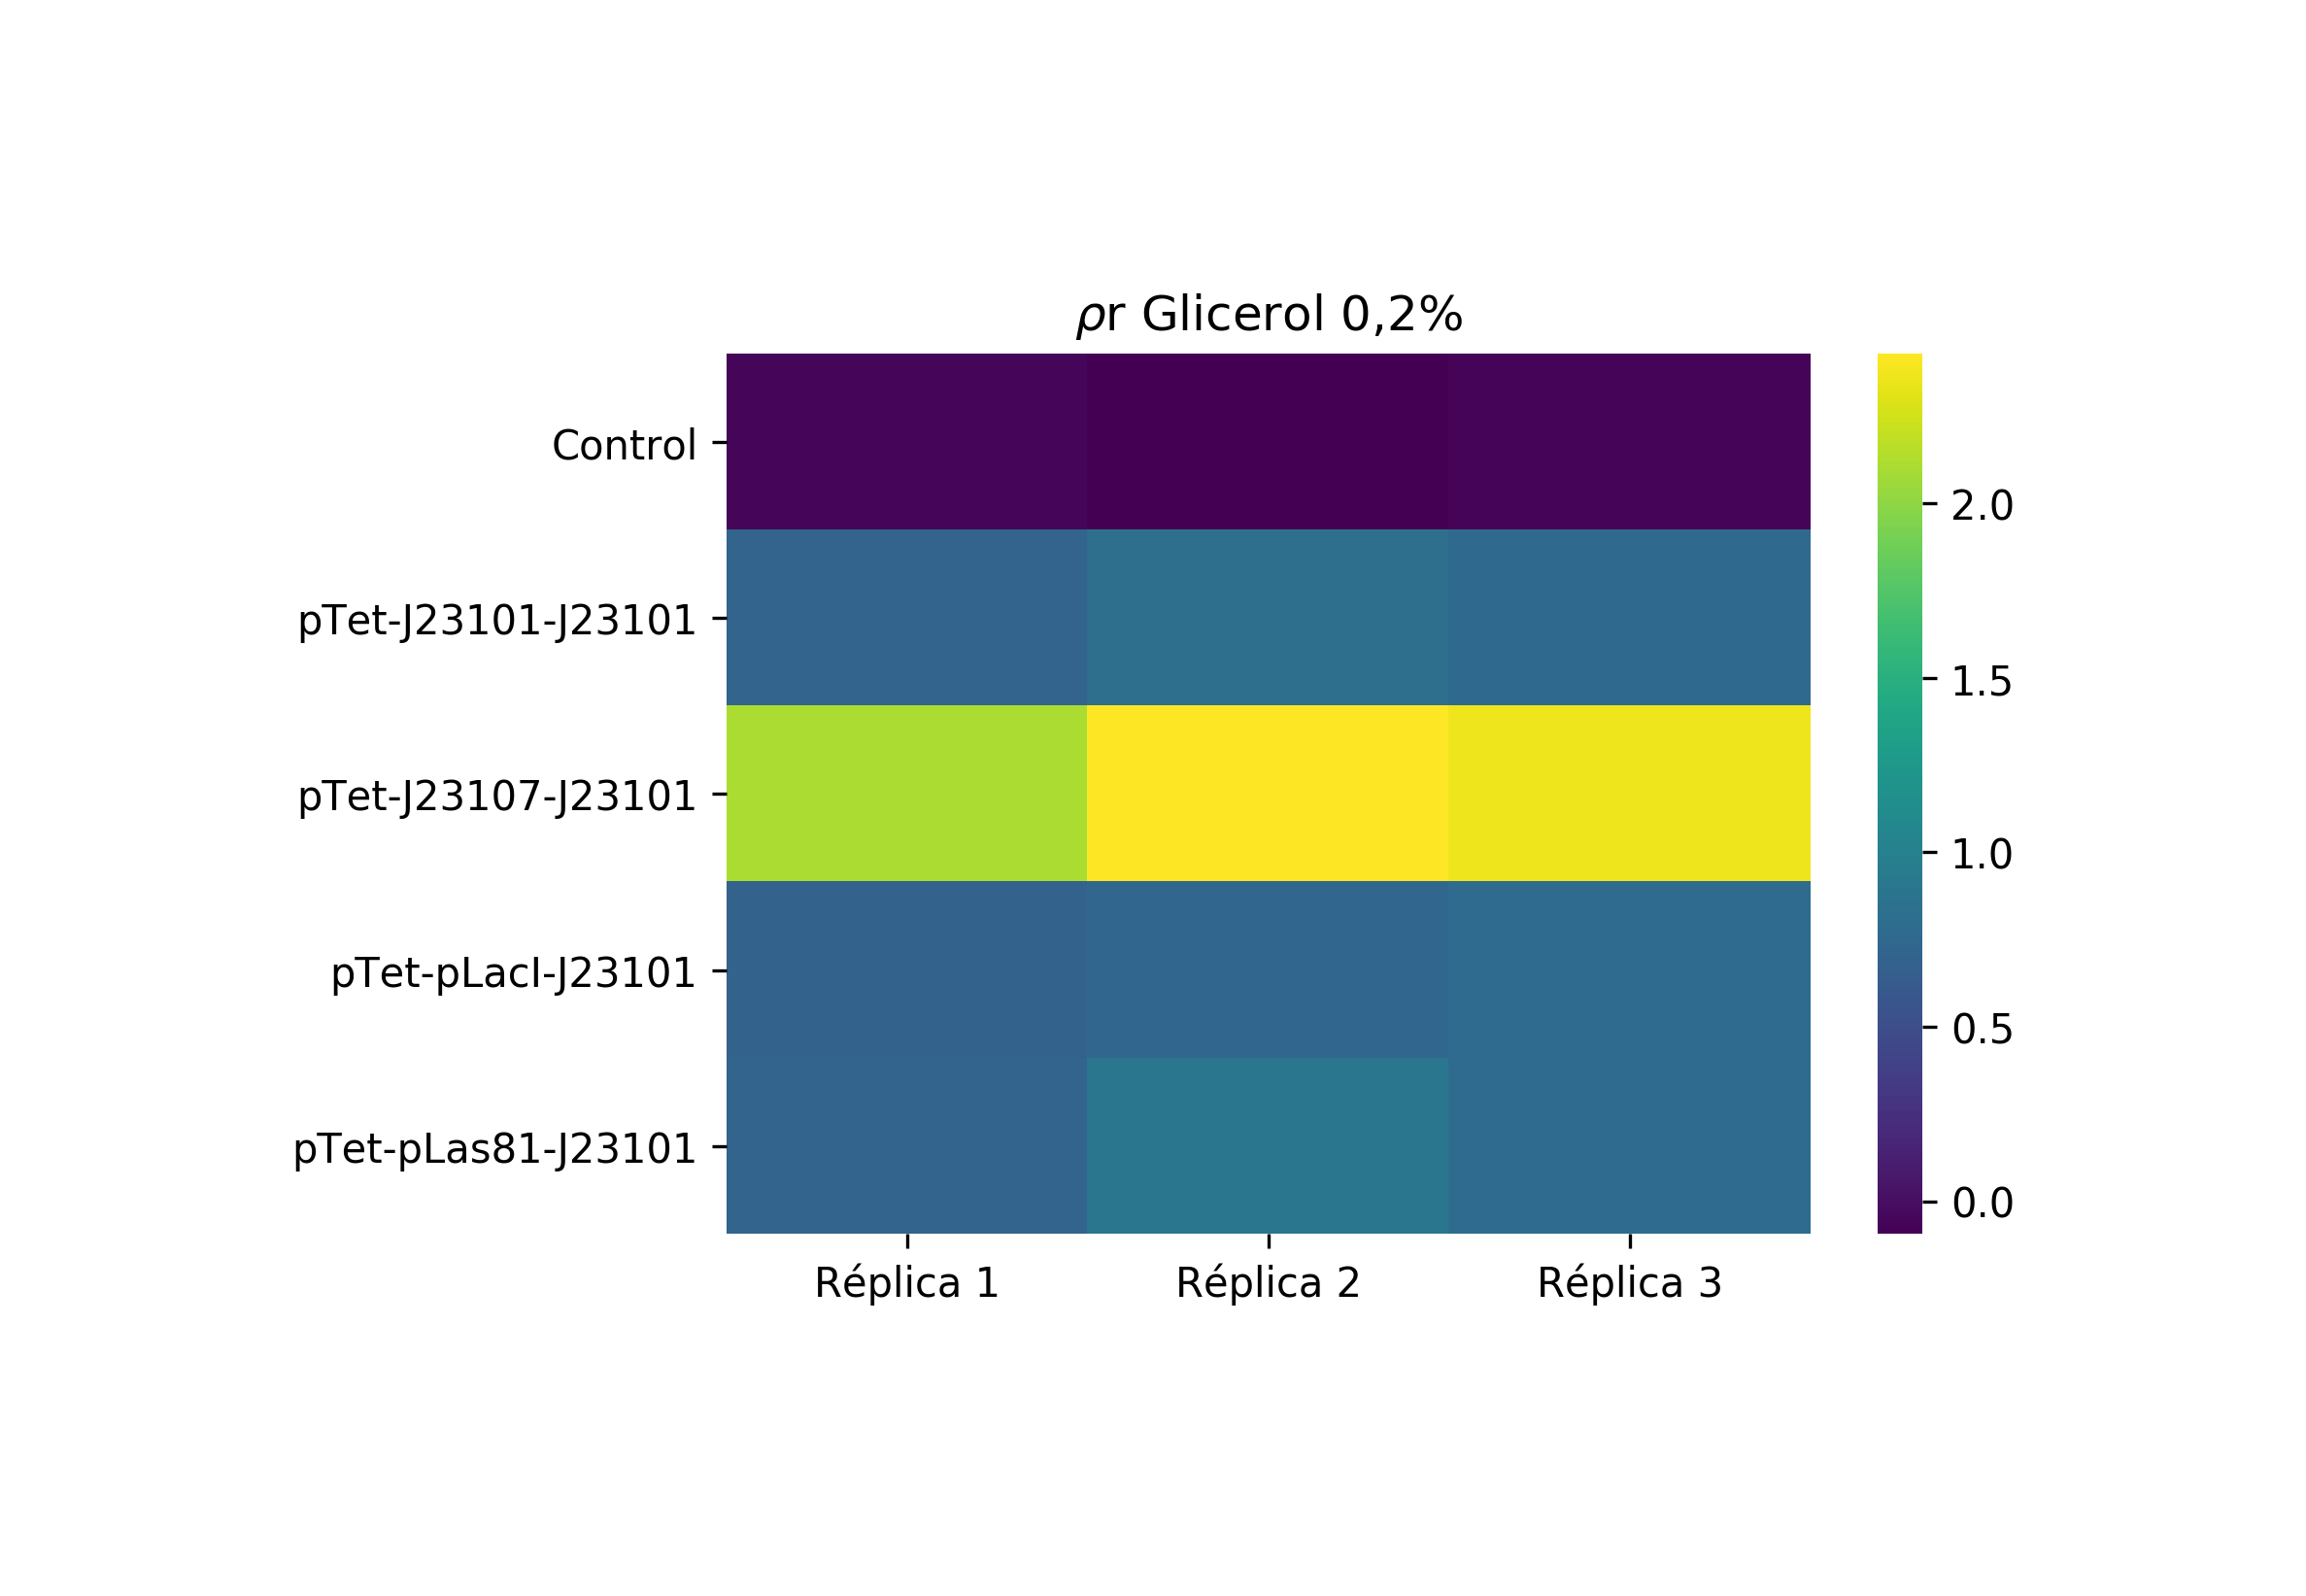 ρr Glicerol 0,2%
Control
pTet-J23101-J23101
pTet-J23107-J23101
pTet-pLacI-J23101
pTet-pLas81-J23101
Réplica 1
Réplica 2
Réplica 3
2.0
1.5
1.0
0.5
0.0